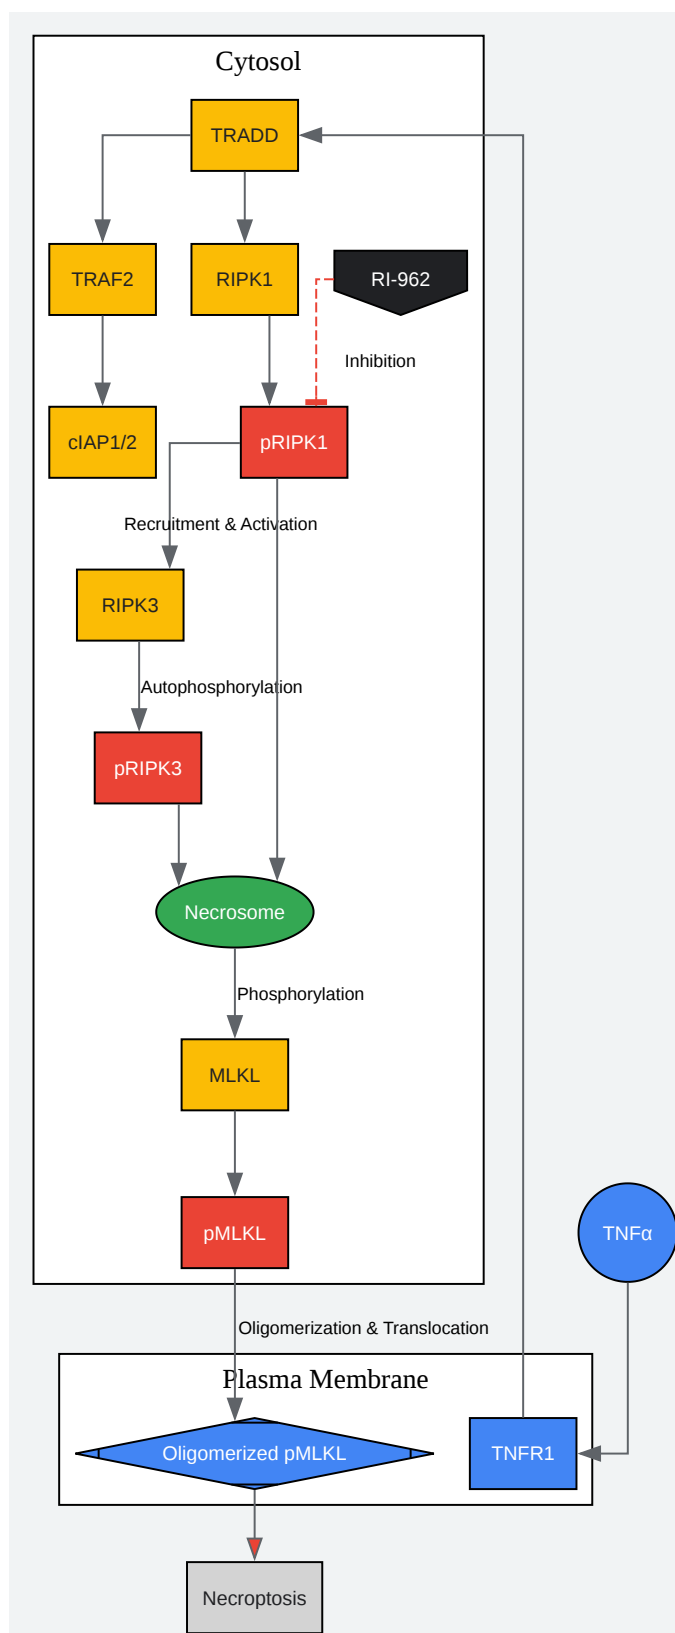 Cytosol
TRADD
TRAF2
RIPK1
RI-962
Inhibition
cIAP1/2
pRIPK1
Recruitment & Activation
RIPK3
Autophosphorylation
pRIPK3
Necrosome
Phosphorylation
MLKL
pMLKL
TNFα
Oligomerization & Translocation
Plasma Membrane
Oligomerized pMLKL
TNFR1
Necroptosis